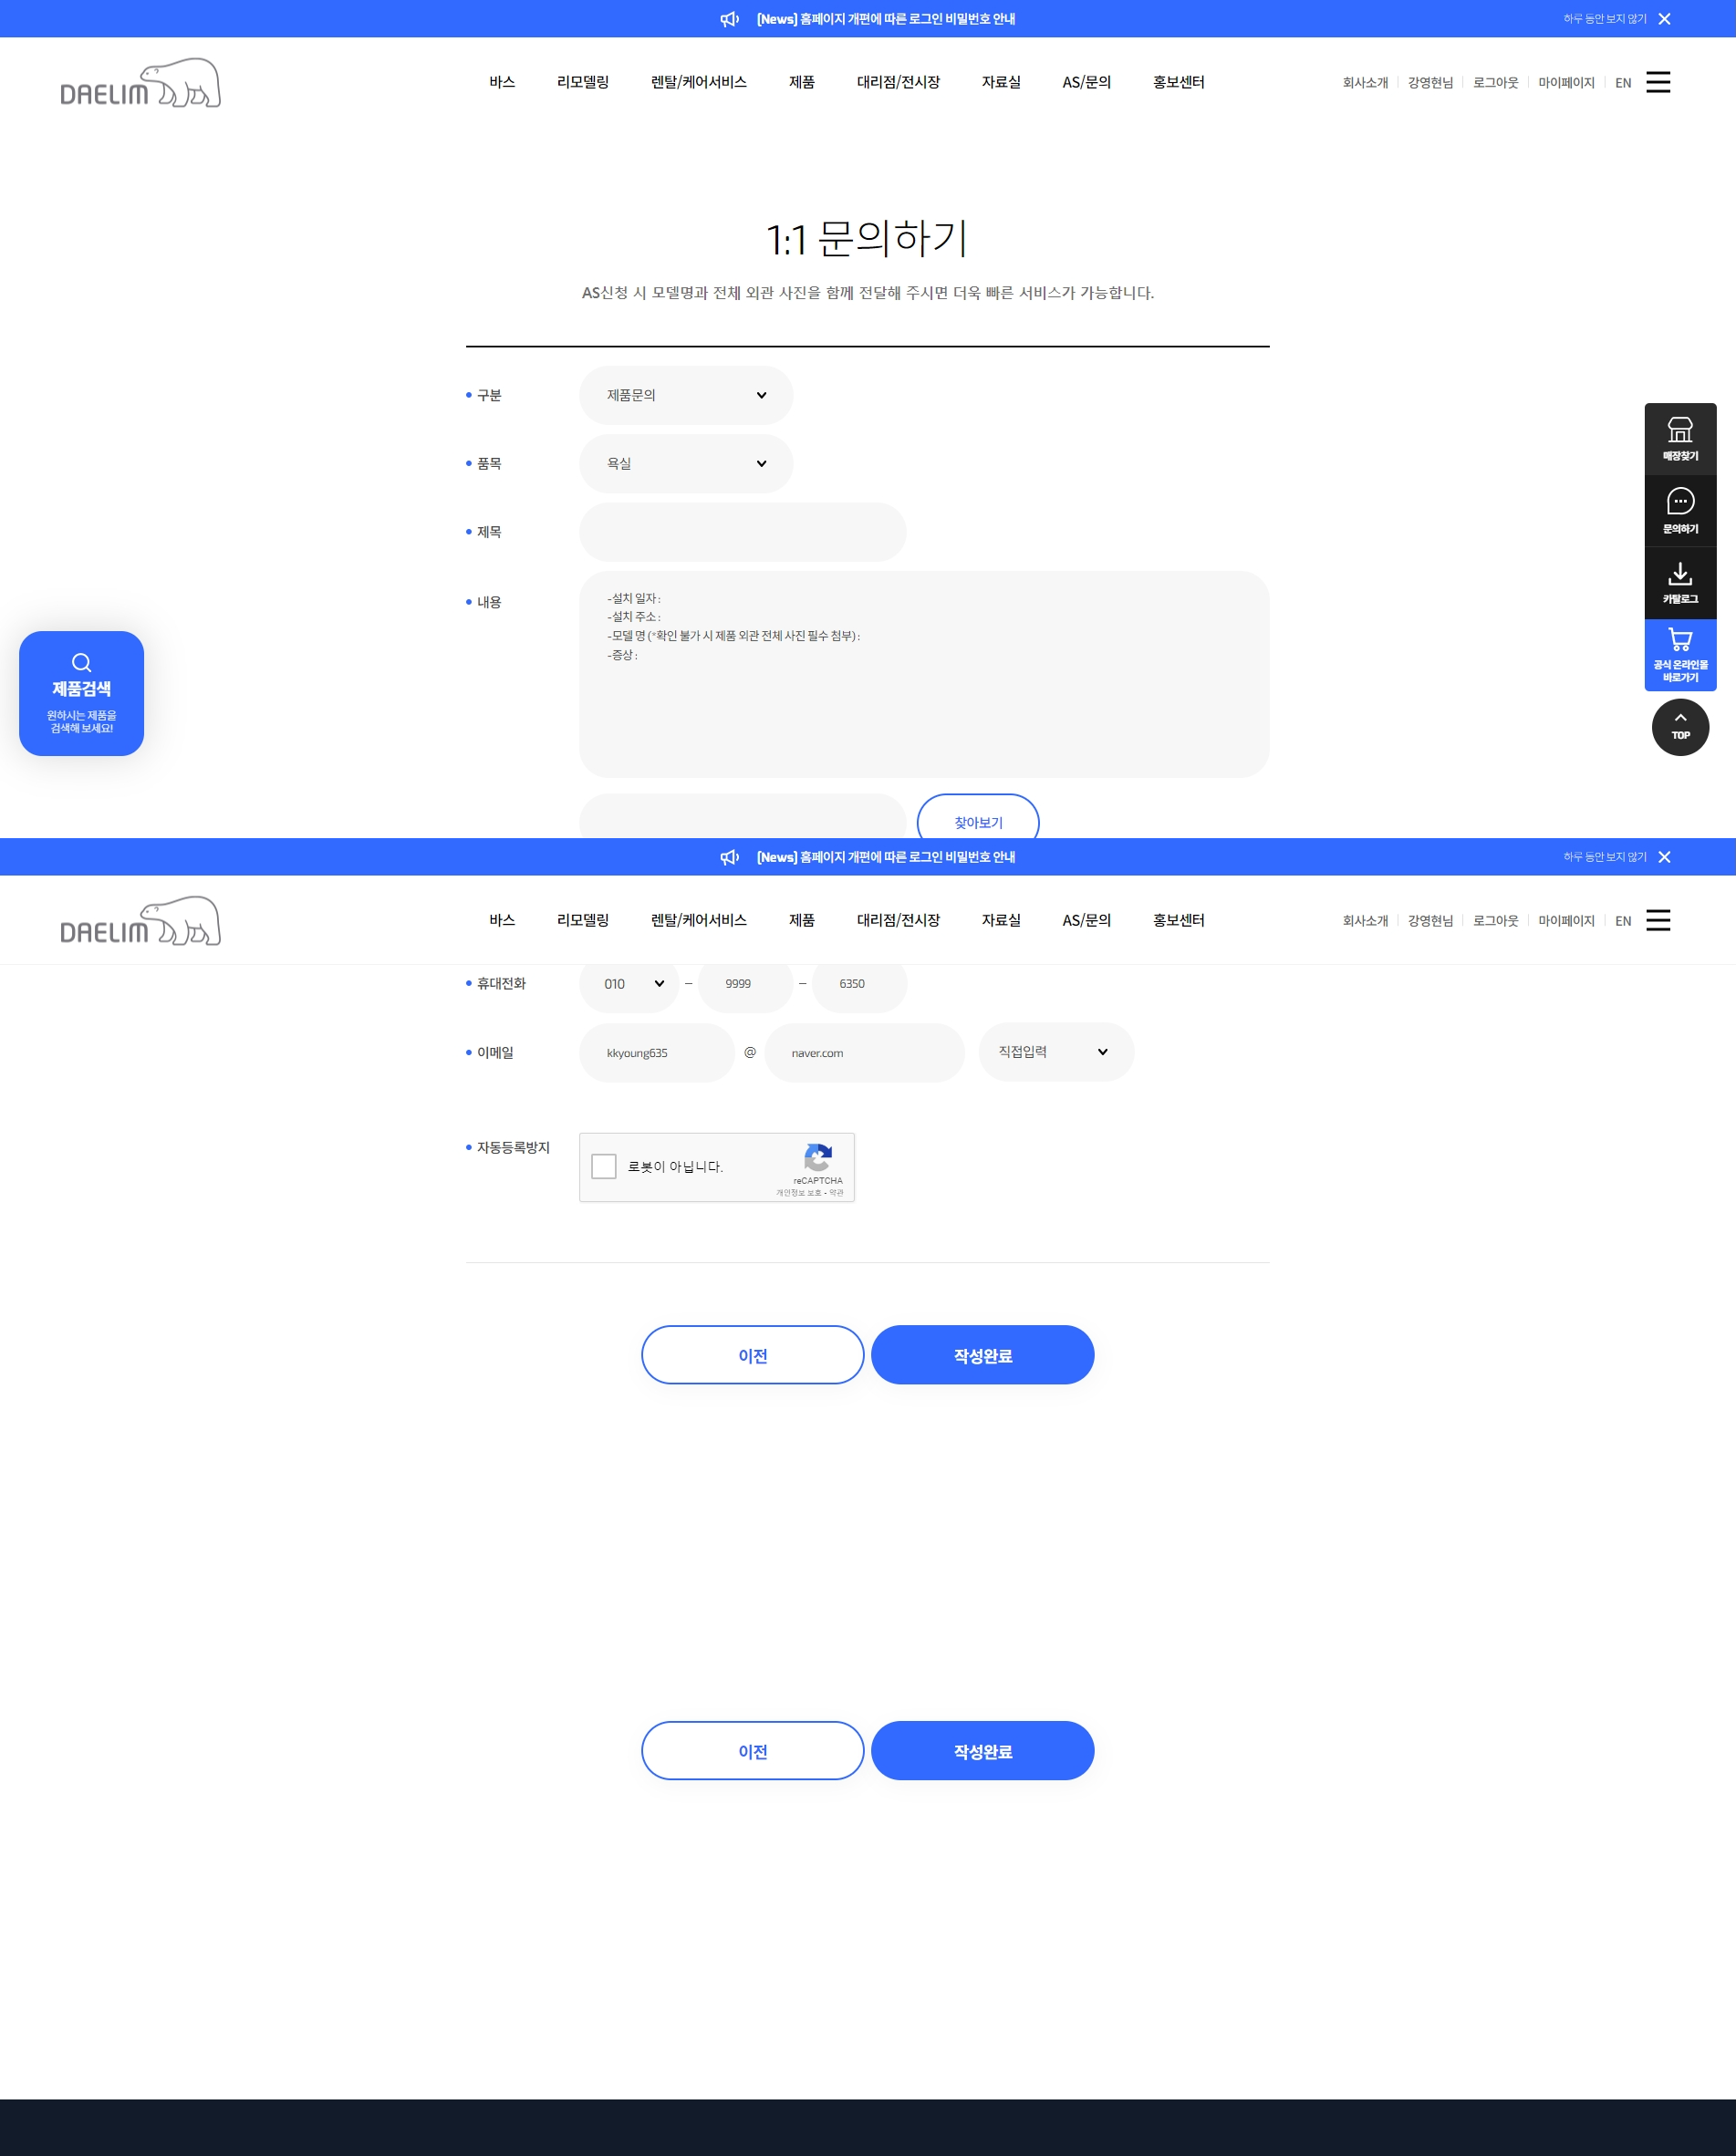 [News] 홈페이지 개편에 따른 로그인 비밀번호 안내
하루 동안 보지 않기
DAELIM
바스 리모델링 렌탈/케어서비스 제품 대리점/전시장 자료실 AS/문의 홍보센터
회사소개 강영현님 로그아웃 마이페이지 EN
1:1 문의하기
AS신청 시 모델명과 전체 외관 사진을 함께 전달해 주시면 더욱 빠른 서비스가 가능합니다.
구분 제품문의
품목 욕실
제목
내용
-설치 일자 :
-설치 주소 :
-모델 명 (*확인 불가 시 제품 외관 전체 사진 필수 첨부) :
-증상 :
찾아보기
제품검색
원하시는 제품을
검색해 보세요!
매장찾기
문의하기
카탈로그
공식 온라인몰
바로가기
TOP
[News] 홈페이지 개편에 따른 로그인 비밀번호 안내
하루 동안 보지 않기
DAELIM
바스 리모델링 렌탈/케어서비스 제품 대리점/전시장 자료실 AS/문의 홍보센터
회사소개 강영현님 로그아웃 마이페이지 EN
휴대전화 010 – 9999 – 6350
이메일 kkyoung635 @ naver.com 직접입력
자동등록방지
로봇이 아닙니다.
reCAPTCHA
개인정보 보호 - 약관
이전 작성완료
이전 작성완료